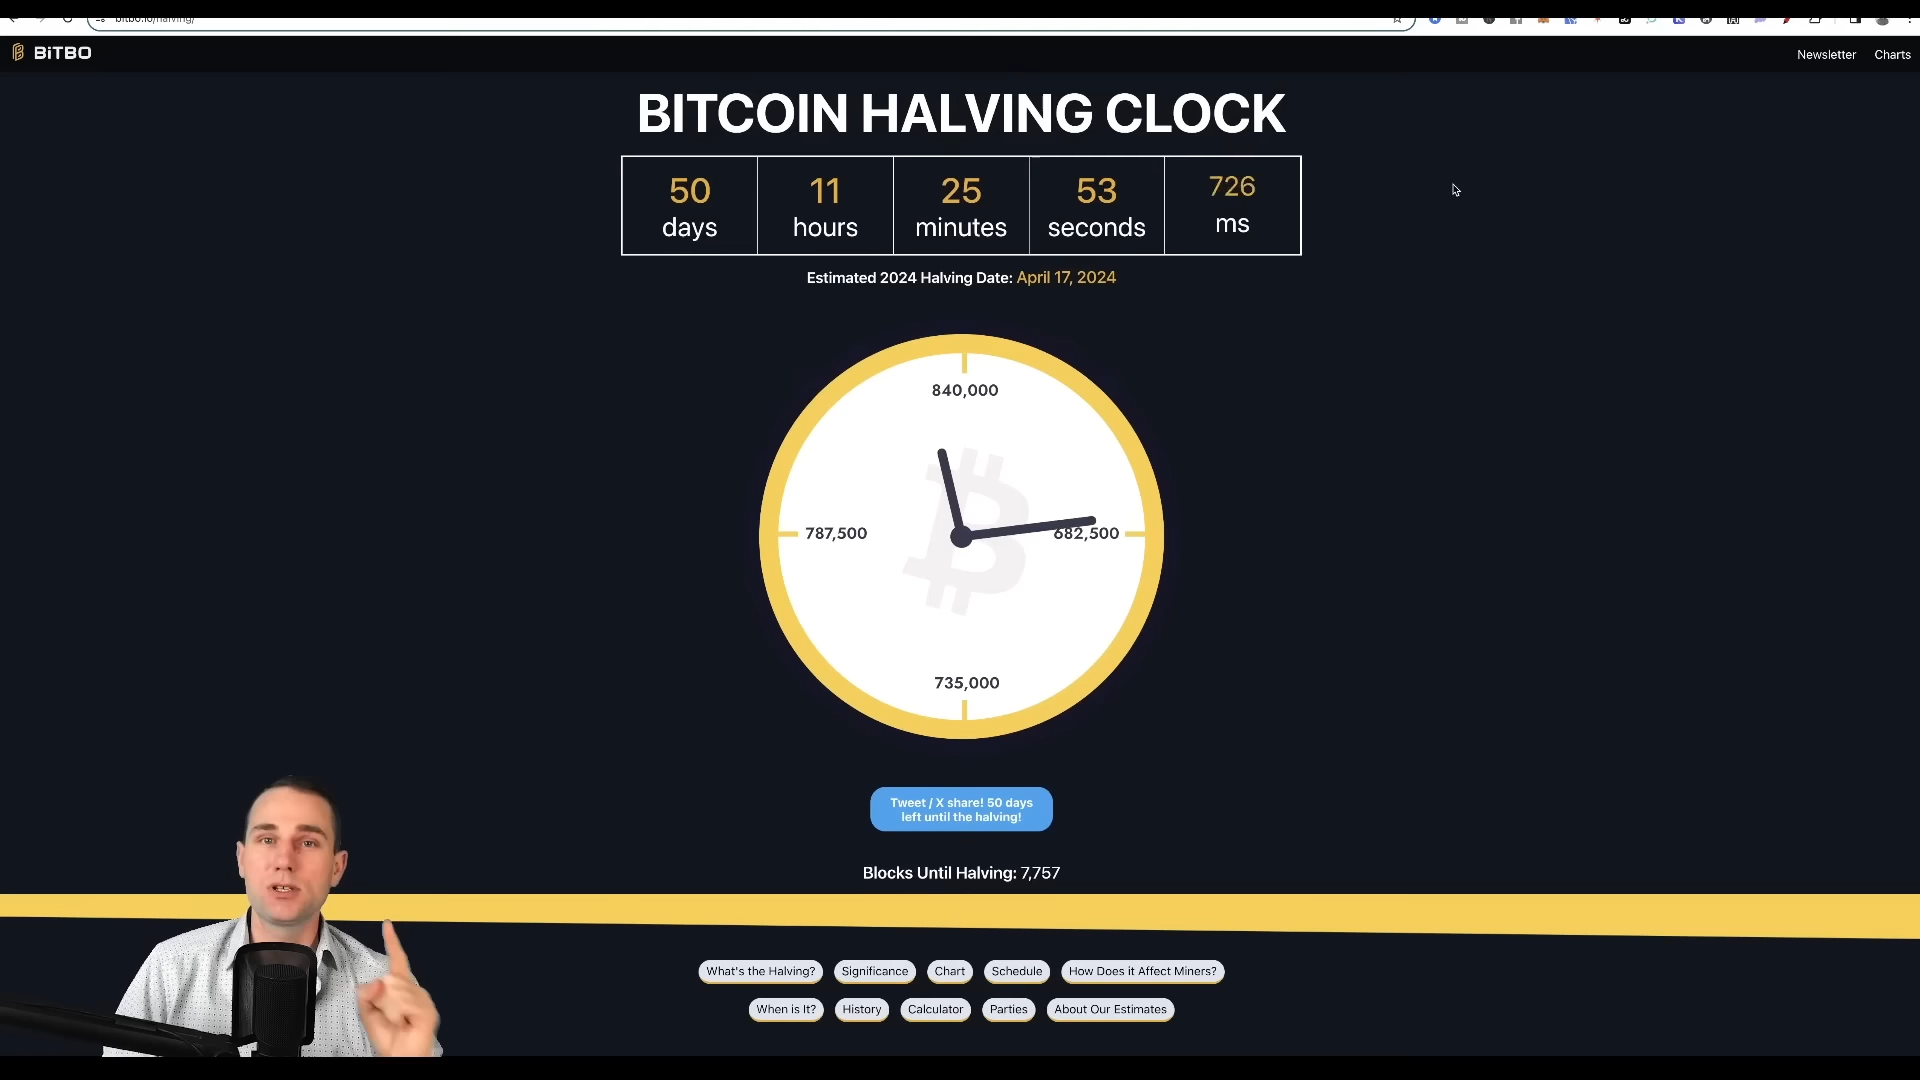 bitbo.io/halving/
BiTBO
Newsletter Charts
BITCOIN HALVING CLOCK
50 11 25 53 726
days hours minutes seconds ms
Estimated 2024 Halving Date: April 17, 2024
840,000
787,500 682,500
735,000
Tweet / X share! 50 days
left until the halving!
Blocks Until Halving: 7,757
What's the Halving? Significance Chart Schedule How Does it Affect Miners?
When is It? History Calculator Parties About Our Estimates